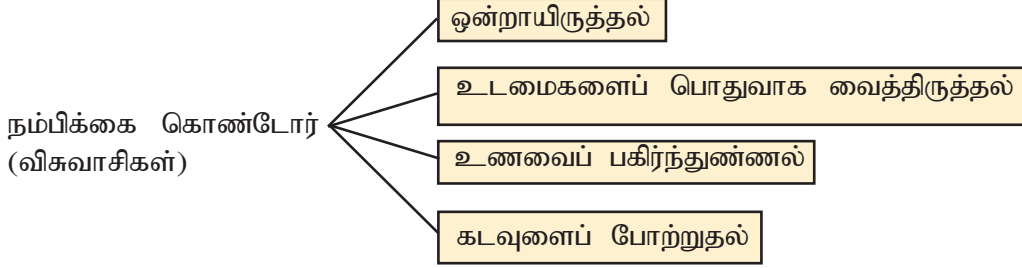 ஒன்றாயிருத்தல்
உடமைகளைப் பொதுவாக வைத்திருத்தல்
நம்பிக்கை கொண்டோர்
(விசுவாசிகள்)
உணவைப் பகிர்ந்துண்ணல்
கடவுளைப் போற்றுதல்